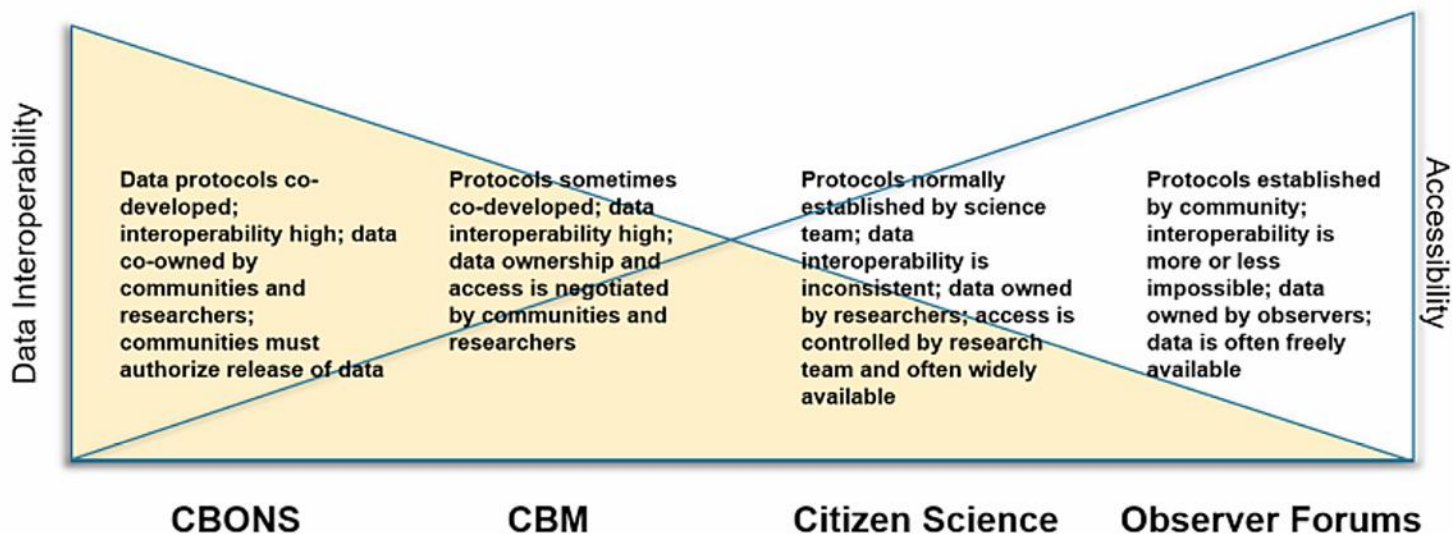 Data Interoperability
Data protocols co-
developed;
interoperability high; data
co-owned by
communities and
researchers;
communities must
authorize release of data
Protocols sometimes
co-developed; data
interoperability high;
data ownership and
access is negotiated
by communities and
researchers
Protocols normally
established by science
team; data
interoperability is
inconsistent; data owned
by researchers; access is
controlled by research
team and often widely
available
Protocols established
by community;
interoperability is
more or less
impossible; data
owned by observers;
data is often freely
available
Accessibility
CBONS
CBM
Citizen Science
Observer Forums